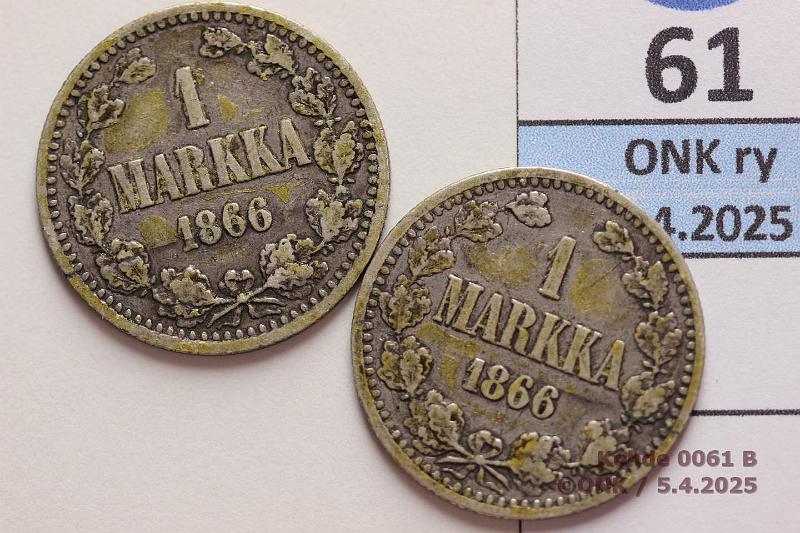 1
MARKKA
1866
1
MARKKA
1866
61
ONK ry
.4.2025
Kohde 0061 B
©ONK / 5.4.2025